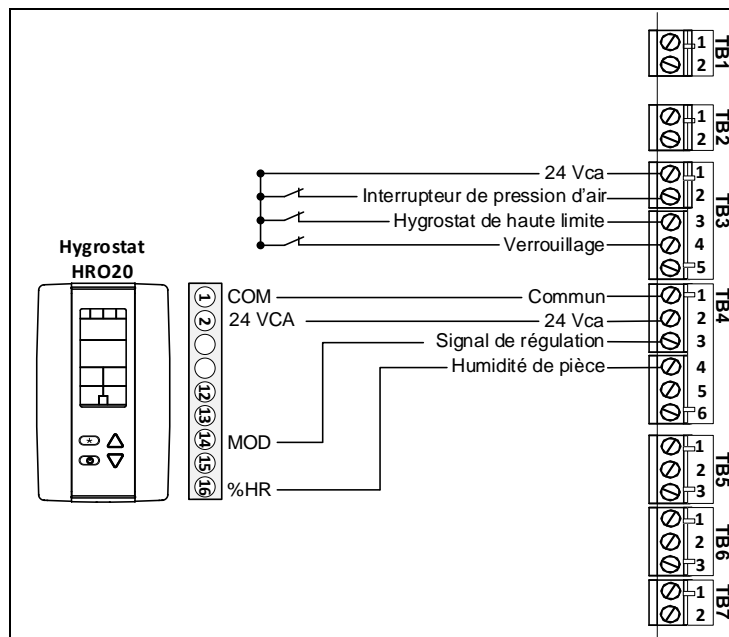 1
2
TB1
1
2
TB2
24 Vca
1
Interrupteur de pression d'air
2
Hygrostat de haute limite
3
Verrouillage
4
5
TB3
Hygrostat
HRO20
1
COM
Commun
1
2
24 VCA
24 Vca
2
Signal de régulation
3
Humidité de pièce
4
12
5
13
6
TB4
14
MOD
15
16
%HR
1
2
3
TB5
1
2
3
TB6
1
2
TB7